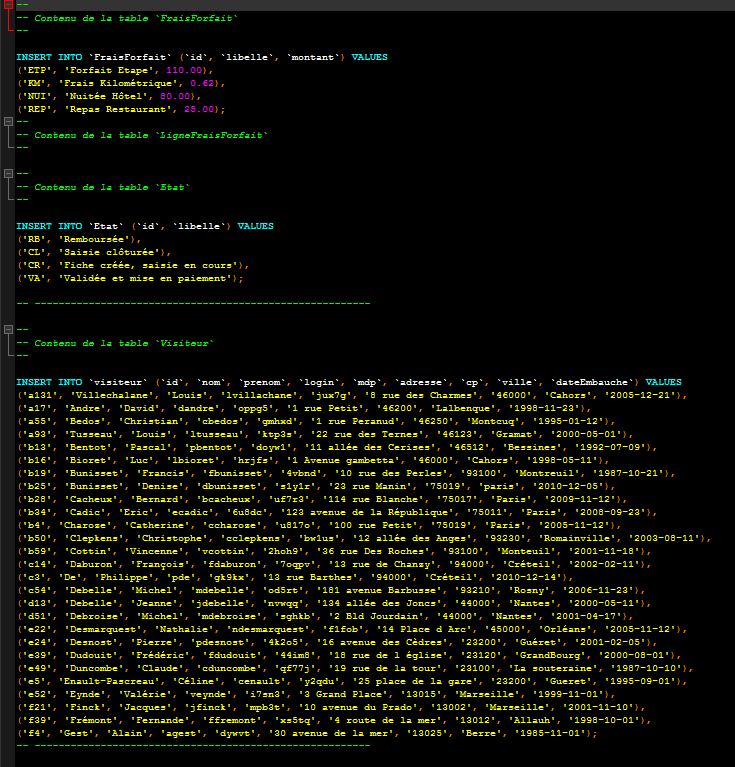 --
-- Contenu de la table `FraisForfait`
--
INSERT INTO `FraisForfait` (`id`, `libelle`, `montant`) VALUES
('ETP', 'Forfait Etape', 110.00),
('KM', 'Frais Kilométrique', 0.62),
('NUI', 'Nuitée Hôtel', 80.00),
('REP', 'Repas Restaurant', 25.00);
--
-- Contenu de la table `LigneFraisForfait`
--
--
-- Contenu de la table `Etat`
--
INSERT INTO `Etat` (`id`, `libelle`) VALUES
('RB', 'Remboursée'),
('CL', 'Saisie clôturée'),
('CR', 'Fiche créée, saisie en cours'),
('VA', 'Validée et mise en paiement');
-- --------------------------------------------------------
--
-- Contenu de la table `Visiteur`
--
INSERT INTO `visiteur` (`id`, `nom`, `prenom`, `login`, `mdp`, `adresse`, `cp`, `ville`, `dateEmbauche`) VALUES
('a131', 'Villechalane', 'Louis', 'lvillachane', 'jux7g', '8 rue des Charmes', '46000', 'Cahors', '2005-12-21'),
('a17', 'Andre', 'David', 'dandre', 'oppg5', '1 rue Petit', '46200', 'Lalbenque', '1998-11-23'),
('a55', 'Bedos', 'Christian', 'cbedos', 'gmhxd', '1 rue Peranud', '46250', 'Montcuq', '1995-01-12'),
('a93', 'Tusseau', 'Louis', 'ltusseau', 'ktp3s', '22 rue des Ternes', '46123', 'Gramat', '2000-05-01'),
('b13', 'Bentot', 'Pascal', 'pbentot', 'doyw1', '11 allée des Cerises', '46512', 'Bessines', '1992-07-09'),
('b16', 'Bioret', 'Luc', 'lbioret', 'hrjfs', '1 Avenue gambetta', '46000', 'Cahors', '1998-05-11'),
('b19', 'Bunisset', 'Francis', 'fbunisset', '4vbnd', '10 rue des Perles', '93100', 'Montreuil', '1987-10-21'),
('b25', 'Bunisset', 'Denise', 'dbunisset', 's1y1r', '23 rue Manin', '75019', 'paris', '2010-12-05'),
('b28', 'Cacheux', 'Bernard', 'bcacheux', 'uf7r3', '114 rue Blanche', '75017', 'Paris', '2009-11-12'),
('b34', 'Cadic', 'Eric', 'ecadic', '6u8dc', '123 avenue de la République', '75011', 'Paris', '2008-09-23'),
('b4', 'Charoze', 'Catherine', 'ccharoze', 'u817o', '100 rue Petit', '75019', 'Paris', '2005-11-12'),
('b50', 'Clepkens', 'Christophe', 'cclepkens', 'bw1us', '12 allée des Anges', '93230', 'Romainville', '2003-08-11'),
('b59', 'Cottin', 'Vincenne', 'vcottin', '2hoh9', '36 rue Des Roches', '93100', 'Monteuil', '2001-11-18'),
('c14', 'Daburon', 'François', 'fdaburon', '7oqpv', '13 rue de Chanzy', '94000', 'Créteil', '2002-02-11'),
('c3', 'De', 'Philippe', 'pde', 'gk9kx', '13 rue Barthes', '94000', 'Créteil', '2010-12-14'),
('c54', 'Debelle', 'Michel', 'mdebelle', 'od5rt', '181 avenue Barbusse', '93210', 'Rosny', '2006-11-23'),
('d13', 'Debelle', 'Jeanne', 'jdebelle', 'nvwqq', '134 allée des Joncs', '44000', 'Nantes', '2000-05-11'),
('d51', 'Debroise', 'Michel', 'mdebroise', 'sghkb', '2 Bld Jourdain', '44000', 'Nantes', '2001-04-17'),
('e22', 'Desmarquest', 'Nathalie', 'ndesmarquest', 'f1fob', '14 Place d Arc', '45000', 'Orléans', '2005-11-12'),
('e24', 'Desnost', 'Pierre', 'pdesnost', '4k2o5', '16 avenue des Cèdres', '23200', 'Guéret', '2001-02-05'),
('e39', 'Dudouit', 'Frédéric', 'fdudouit', '44im8', '18 rue de l église', '23120', 'GrandBourg', '2000-08-01'),
('e49', 'Duncombe', 'Claude', 'cduncombe', 'qf77j', '19 rue de la tour', '23100', 'La souteraine', '1987-10-10'),
('e5', 'Enault-Pascreau', 'Céline', 'cenault', 'y2qdu', '25 place de la gare', '23200', 'Gueret', '1995-09-01'),
('e52', 'Eynde', 'Valérie', 'veynde', 'i7sn3', '3 Grand Place', '13015', 'Marseille', '1999-11-01'),
('f21', 'Finck', 'Jacques', 'jfinck', 'mpb3t', '10 avenue du Prado', '13002', 'Marseille', '2001-11-10'),
('f39', 'Frémont', 'Fernande', 'ffremont', 'xs5tq', '4 route de la mer', '13012', 'Allauh', '1998-10-01'),
('f4', 'Gest', 'Alain', 'agest', 'dywvt', '30 avenue de la mer', '13025', 'Berre', '1985-11-01');
-- --------------------------------------------------------